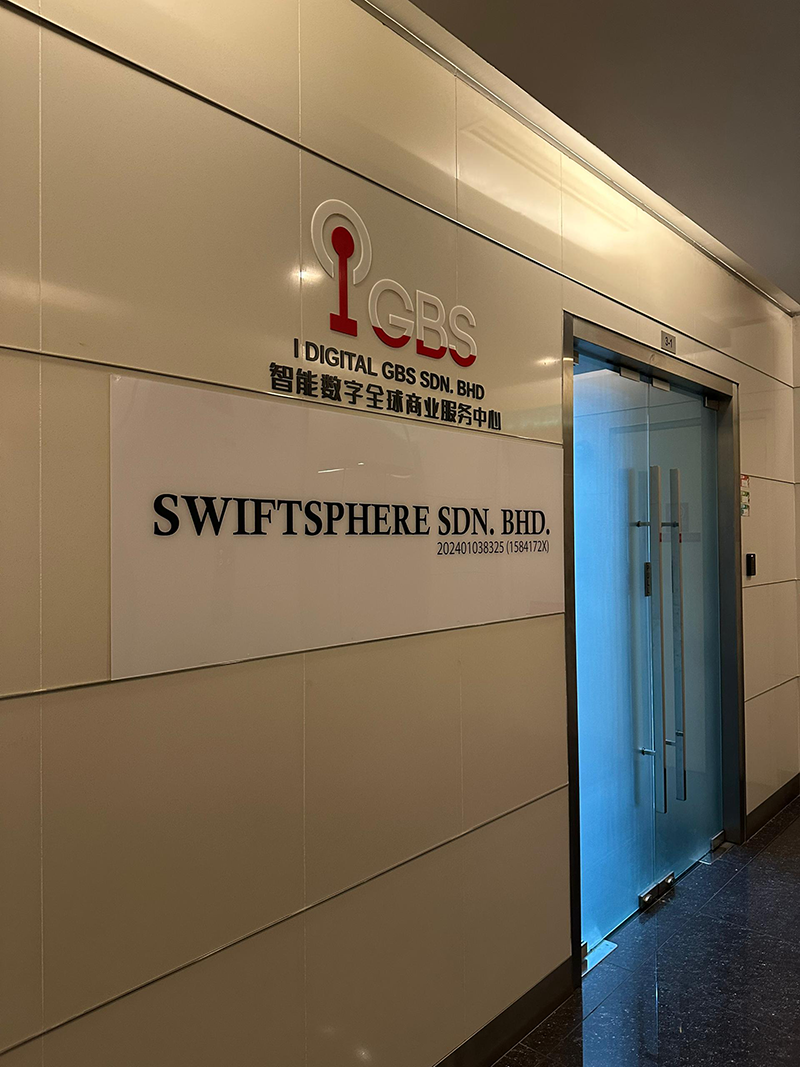 I GBS
I DIGITAL GBS SDN. BHD
智能数字全球商业服务中心
SWIFTSPHERE SDN. BHD.
202401038325 (1584172X)
3-1